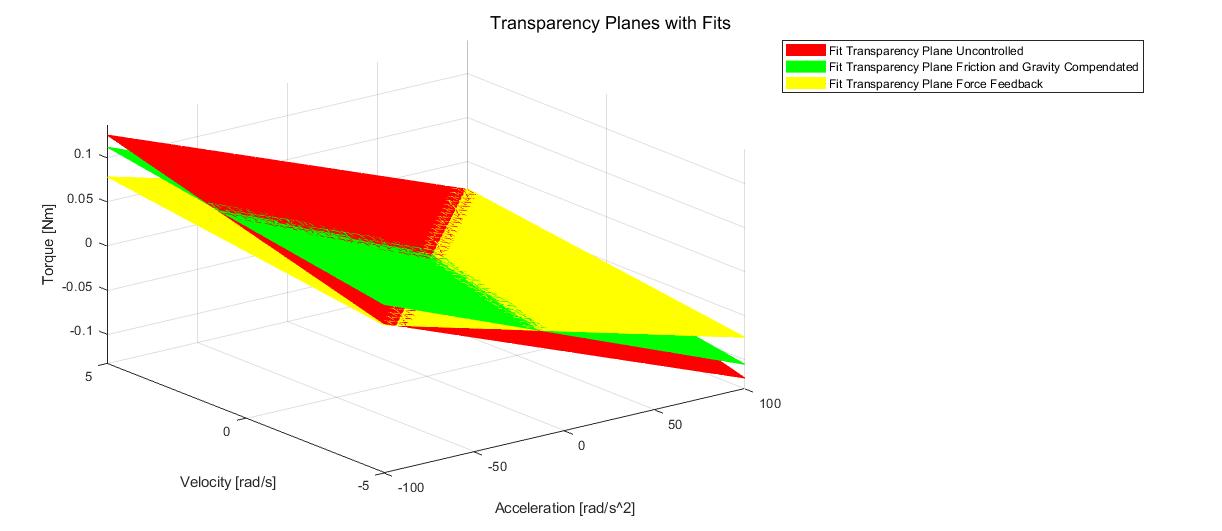 Transparency Planes with Fits
Fit Transparency Plane Uncontrolled
Fit Transparency Plane Friction and Gravity Compendated
Fit Transparency Plane Force Feedback
0.1
0.05
0
-0.05
-0.1
Torque [Nm]
5
0
-5
Velocity [rad/s]
-100
-50
0
50
100
Acceleration [rad/s^2]